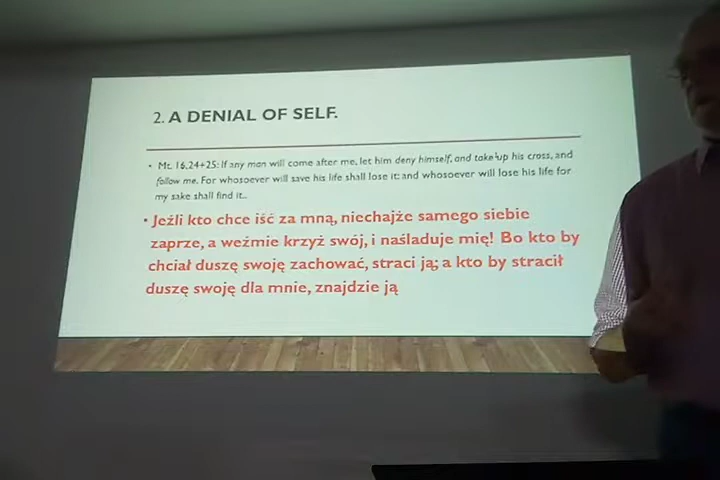 2. A DENIAL OF SELF.
• Mt. 16,24+25: If any man will come after me, let him deny himself, and take up his cross, and
follow me. For whosoever will save his life shall lose it: and whosoever will lose his life for
my sake shall find it..
• Jeżli kto chce iść za mną, niechajże samego siebie
zaprze, a weźmie krzyż swój, i naśladuje mię! Bo kto by
chciał duszę swoję zachować, straci ją; a kto by stracił
duszę swoję dla mnie, znajdzie ją